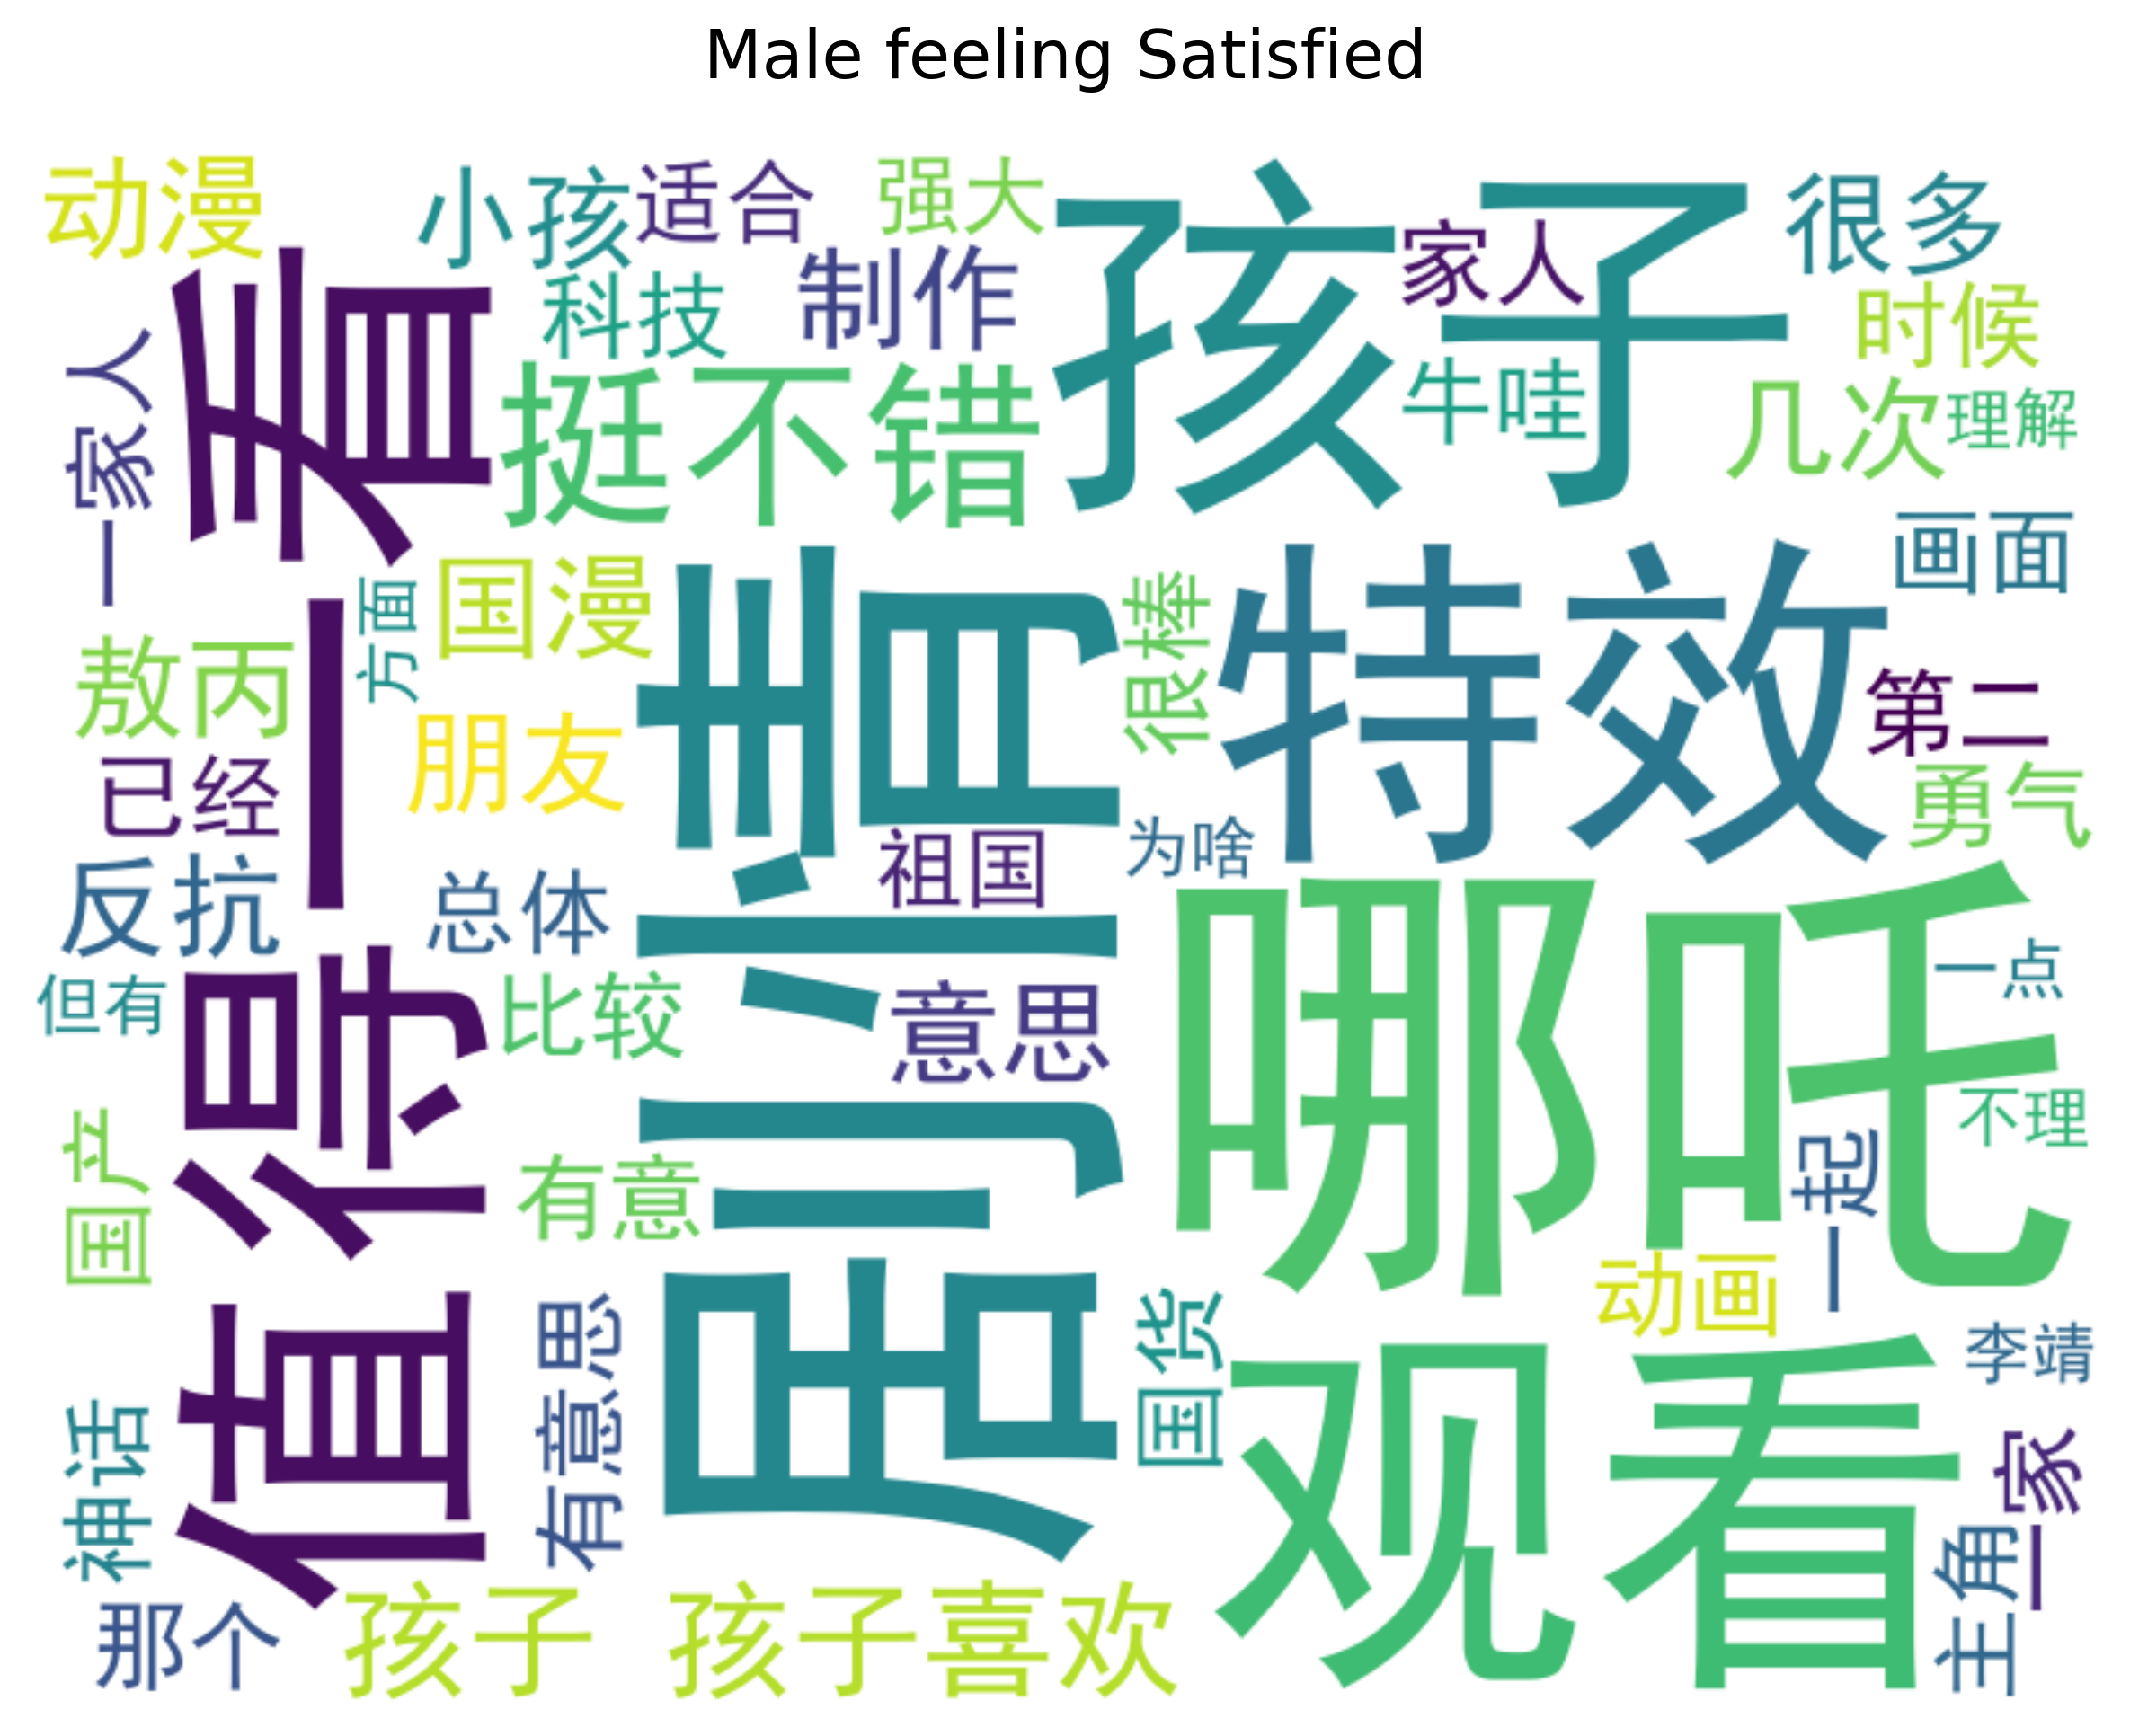 Male feeling Satisfied
动漫
小孩
适合
强大
孩子
家人
很多
科技
制作
时候
一家人
值得一看
挺不错
牛哇
几次
理解
画面
方面
国漫
剧情
很棒
特效
敖丙
朋友
第二
已经
祖国
为啥
勇气
反抗
总体
哪吒
一点
但有
比较
意思
不理
国产
有意
一起
动画
有意思
国货
李靖
神话
观看
一家
主角
那个
孩子
孩子喜欢